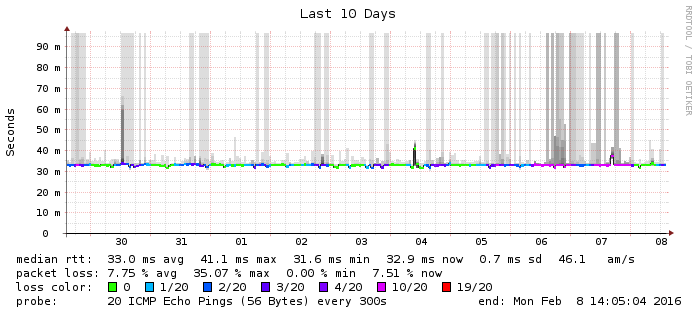 Last 10 Days
RRDTOOL / TOBI OETIKER
Seconds
90 m
80 m
70 m
60 m
50 m
40 m
30 m
20 m
10 m
0
30 31 01 02 03 04 05 06 07 08
median rtt: 33.0 ms avg 41.1 ms max 31.6 ms min 32.9 ms now 0.7 ms sd 46.1 am/s
packet loss: 7.75 % avg 35.07 % max 0.00 % min 7.51 % now
loss color: 0 1/20 2/20 3/20 4/20 10/20 19/20
probe: 20 ICMP Echo Pings (56 Bytes) every 300s end: Mon Feb 8 14:05:04 2016